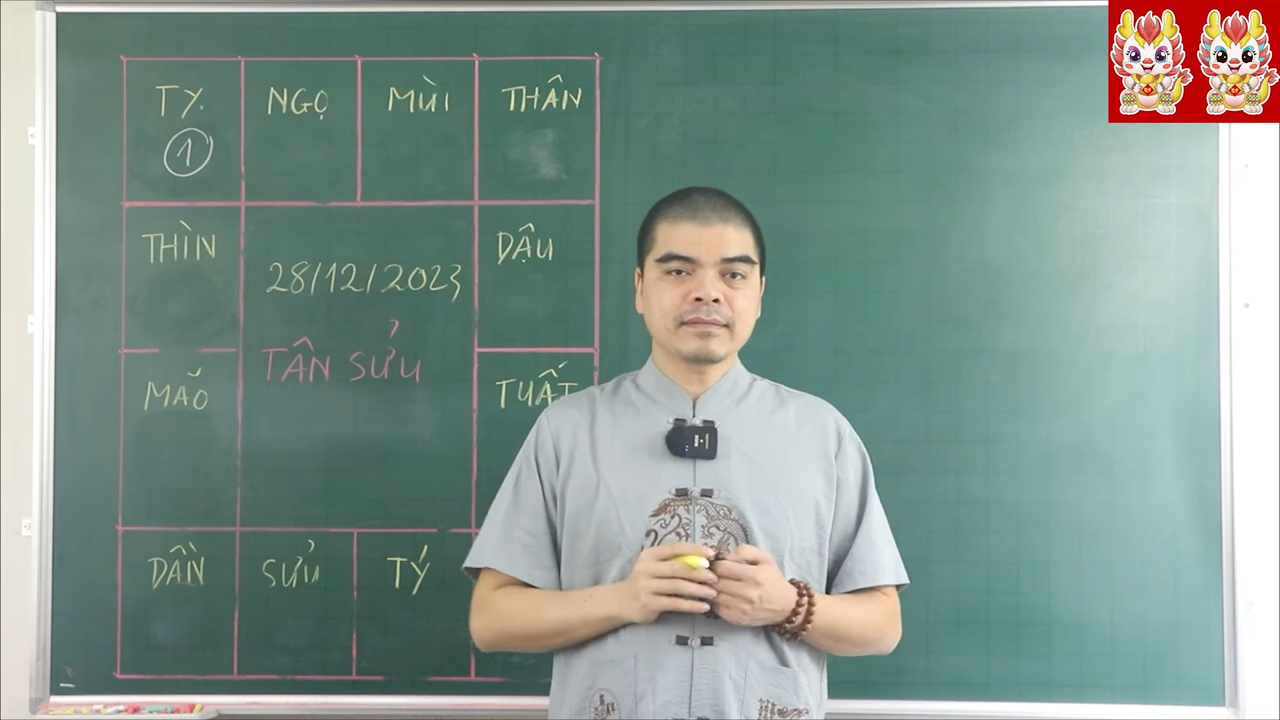 TỴ.
1
NGỌ
MÙI
THÂN
THÌN
28/12/2023
DẬU
TÂN SỬU
MÃO
TUẤT
DẦN
SỬU
TÝ